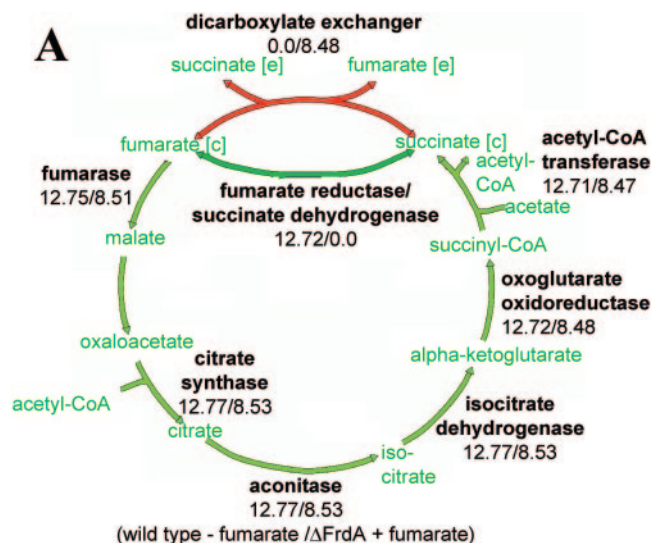 A
dicarboxylate exchanger
0.0/8.48
succinate [e]
fumarate [e]
fumarate [c]
succinate [c]
fumarase
12.75/8.51
fumarate reductase/
succinate dehydrogenase
12.72/0.0
acetyl-
CoA
acetyl-CoA
transferase
12.71/8.47
acetate
malate
succinyl-CoA
oxoglutarate
oxidoreductase
12.72/8.48
oxaloacetate
alpha-ketoglutarate
citrate
synthase
12.77/8.53
acetyl-CoA
citrate
isocitrate
dehydrogenase
12.77/8.53
iso-
citrate
aconitase
12.77/8.53
(wild type - fumarate /ΔFrdA + fumarate)